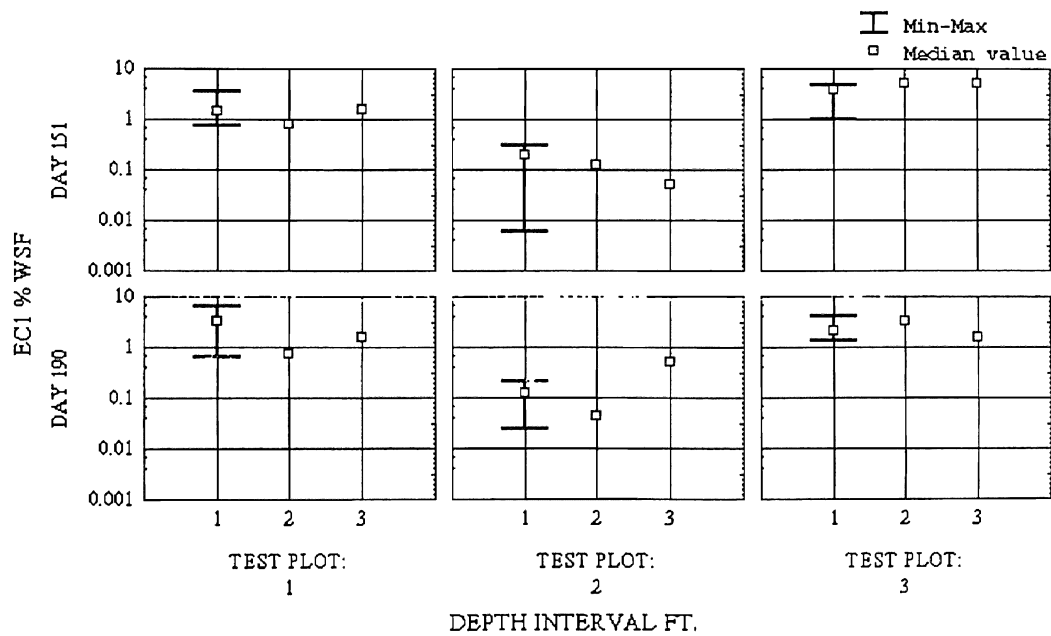 Min-Max
Median value
EC1 % WSF
DAY 151
10
1
0.1
0.01
0.001
DAY 190
10
1
0.1
0.01
0.001
1 2 3 1 2 3 1 2 3
TEST PLOT: TEST PLOT: TEST PLOT:
1 2 3
DEPTH INTERVAL FT.